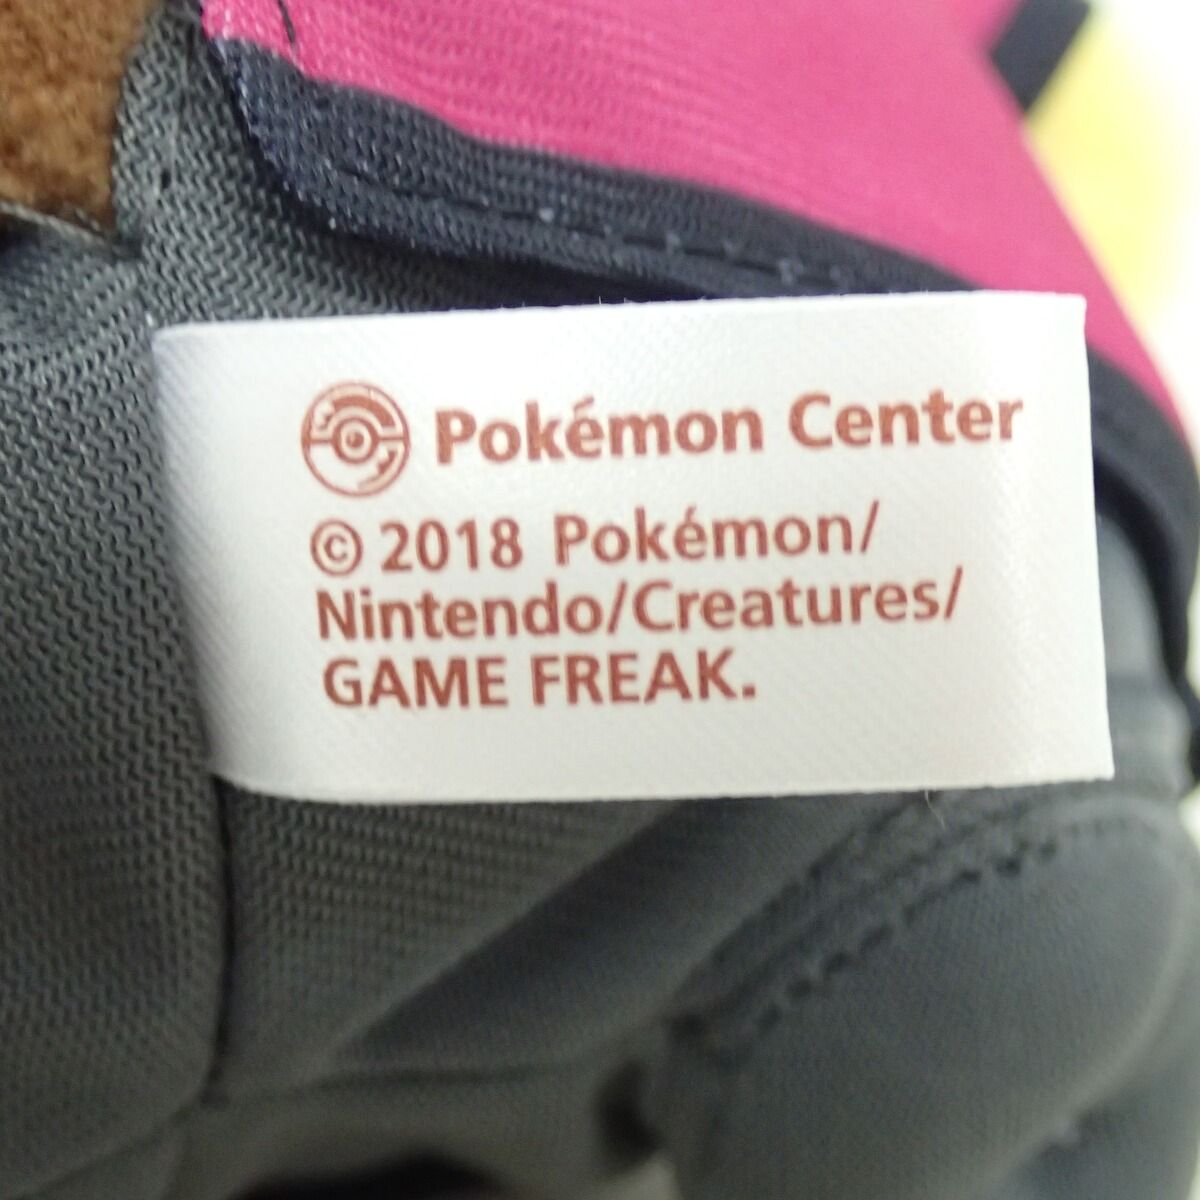 Pokémon Center
© 2018 Pokémon/
Nintendo/Creatures/
GAME FREAK.